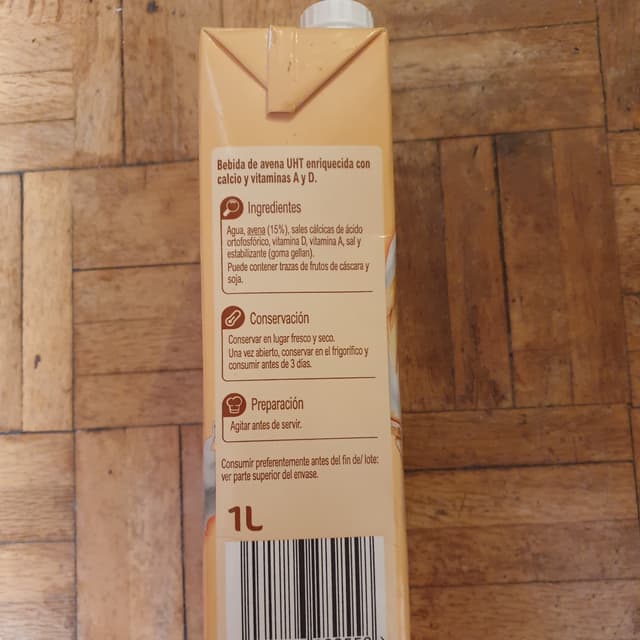 Bebida de avena UHT enriquecida con
calcio y vitaminas A y D.
Ingredientes
Agua, avena (15%), sales cálcicas de ácido
ortofosfórico, vitamina D, vitamina A, sal y
estabilizante (goma gellan).
Puede contener trazas de frutos de cáscara y
soja.
Conservación
Conservar en lugar fresco y seco.
Una vez abierto, conservar en el frigorífico y
consumir antes de 3 días.
Preparación
Agitar antes de servir.
Consumir preferentemente antes del fin de/ lote:
ver parte superior del envase.
1L